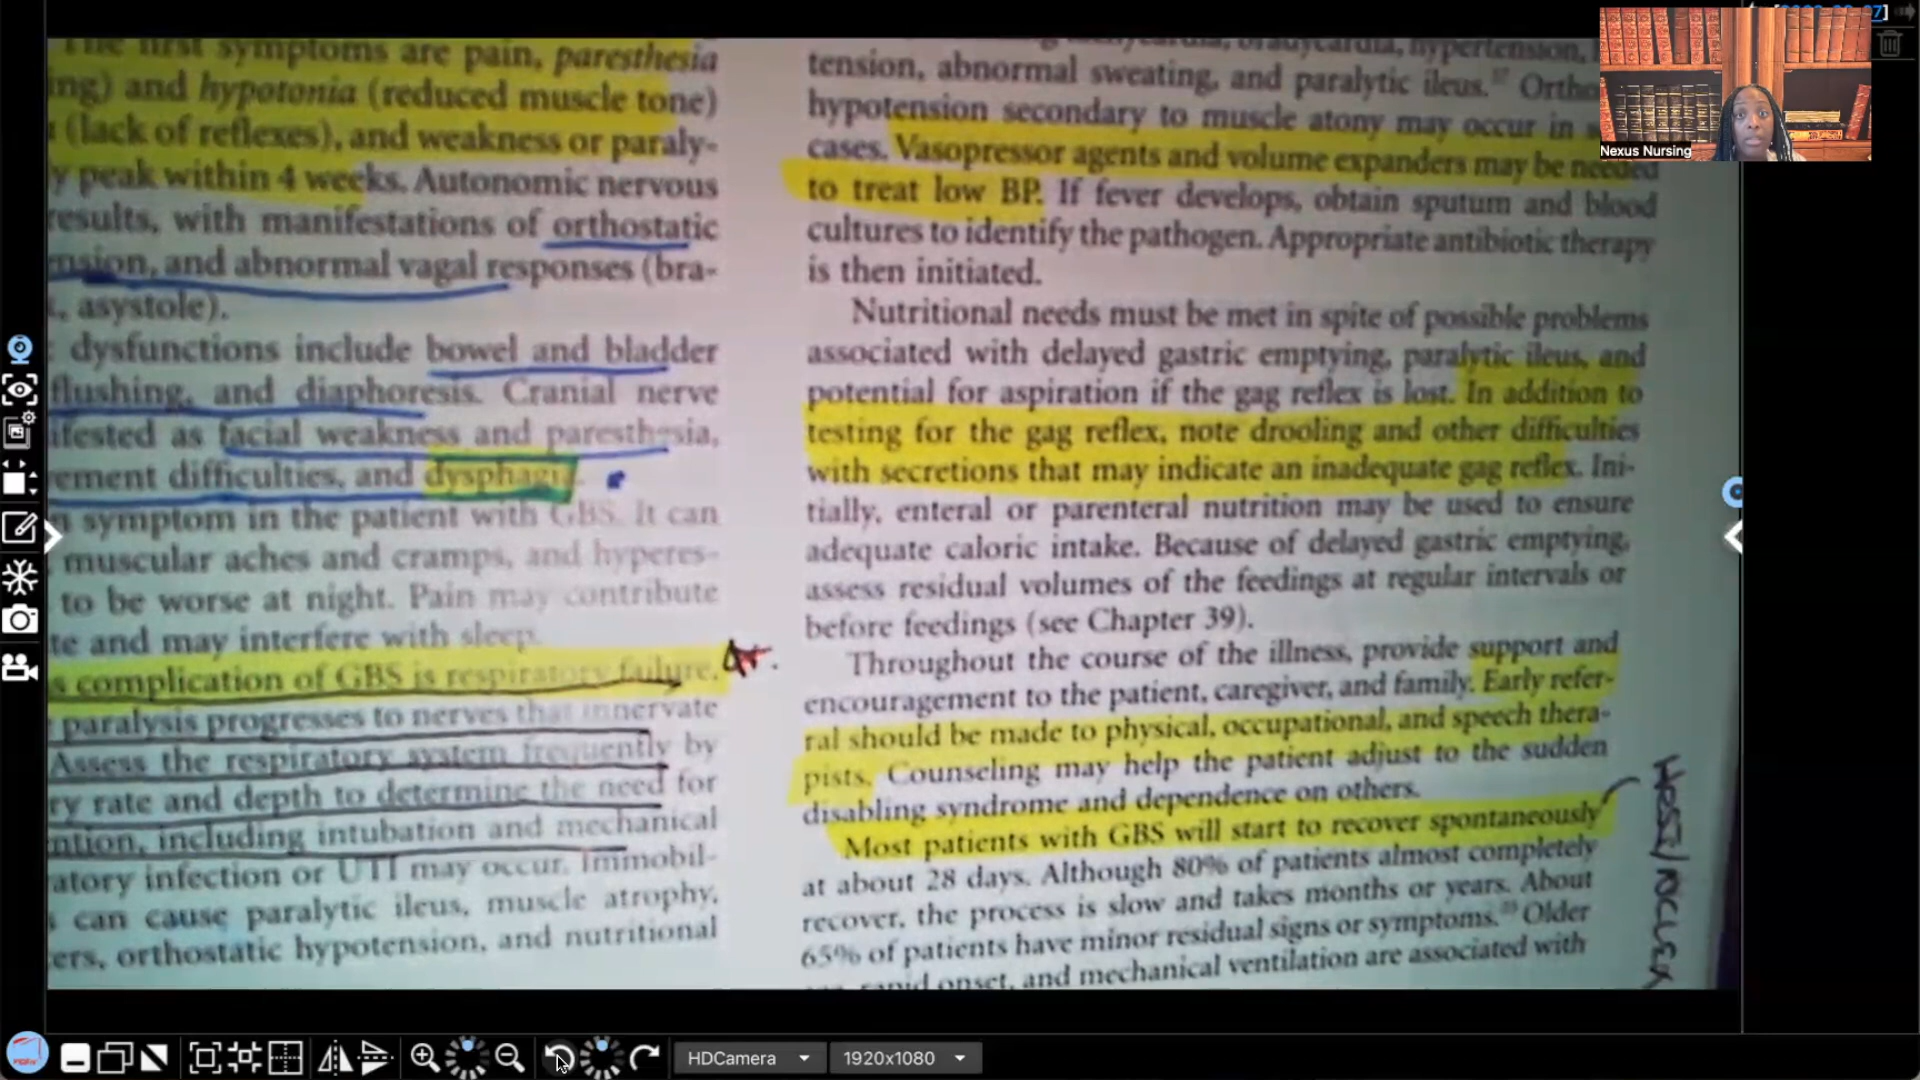 The first symptoms are pain, paresthesia
ing) and hypotonia (reduced muscle tone)
(lack of reflexes), and weakness or paraly-
y peak within 4 weeks. Autonomic nervous
results, with manifestations of orthostatic
nsion, and abnormal vagal responses (bra-
, asystole).
dysfunctions include bowel and bladder
flushing, and diaphoresis. Cranial nerve
ifested as facial weakness and paresthesia,
ement difficulties, and dysphagia.
n symptom in the patient with GBS. It can
muscular aches and cramps, and hyperes-
to be worse at night. Pain may contribute
te and may interfere with sleep.
s complication of GBS is respiratory failure.
paralysis progresses to nerves that innervate
Assess the respiratory system frequently by
ry rate and depth to determine the need for
ntion, including intubation and mechanical
atory infection or UTI may occur. Immobil-
can cause paralytic ileus, muscle atrophy,
cers, orthostatic hypotension, and nutritional
bradycardia, hypertension,
tension, abnormal sweating, and paralytic ileus. Ortho
hypotension secondary to muscle atony may occur in
cases. Vasopressor agents and volume expanders may be needed
to treat low BP. If fever develops, obtain sputum and blood
cultures to identify the pathogen. Appropriate antibiotic therapy
is then initiated.
Nutritional needs must be met in spite of possible problems
associated with delayed gastric emptying, paralytic ileus, and
potential for aspiration if the gag reflex is lost. In addition to
testing for the gag reflex, note drooling and other difficulties
with secretions that may indicate an inadequate gag reflex. Ini-
tially, enteral or parenteral nutrition may be used to ensure
adequate caloric intake. Because of delayed gastric emptying,
assess residual volumes of the feedings at regular intervals or
before feedings (see Chapter 39).
Throughout the course of the illness, provide support and
encouragement to the patient, caregiver, and family. Early refer-
ral should be made to physical, occupational, and speech thera-
pists. Counseling may help the patient adjust to the sudden
disabling syndrome and dependence on others.
Most patients with GBS will start to recover spontaneously
at about 28 days. Although 80% of patients almost completely
recover, the process is slow and takes months or years. About
65% of patients have minor residual signs or symptoms. Older
rapid onset, and mechanical ventilation are associated with
Nexus Nursing
HDCamera
1920x1080